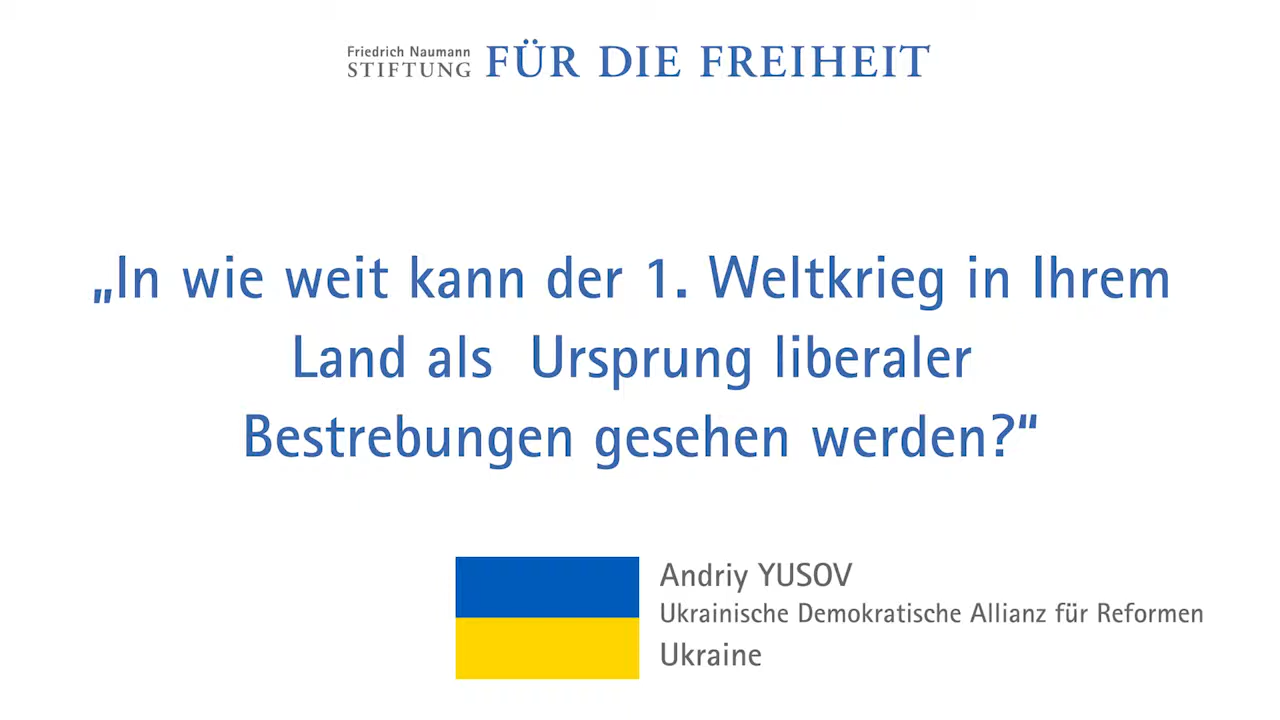 Friedrich Naumann
STIFTUNG FÜR DIE FREIHEIT
„In wie weit kann der 1. Weltkrieg in Ihrem
Land als  Ursprung liberaler
Bestrebungen gesehen werden?“
Andriy YUSOV
Ukrainische Demokratische Allianz für Reformen
Ukraine